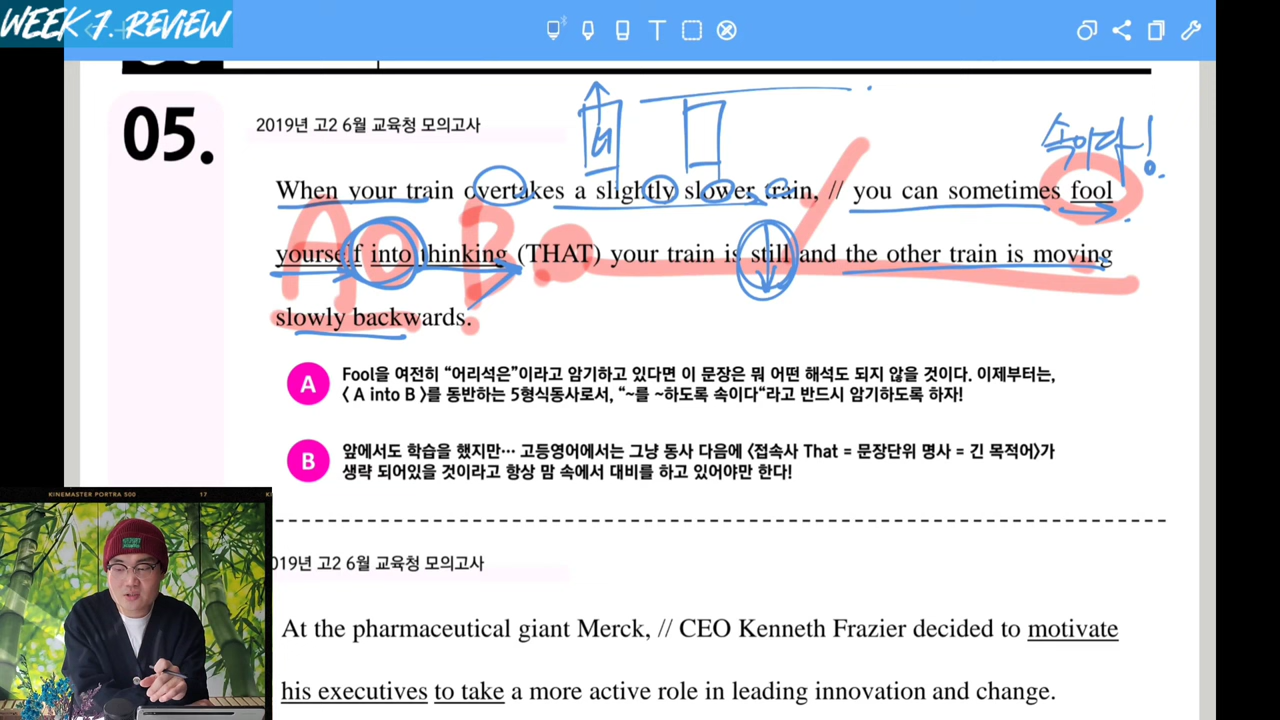 WEEK 7. REVIEW
T
속이다!
05.
2019년 고2 6월 교육청 모의고사
When your train overtakes a slightly slower train, // you can sometimes fool
yourself into thinking (THAT) your train is still and the other train is moving
slowly backwards.
A B
A Fool을 여전히 “어리석은”이라고 암기하고 있다면 이 문장은 뭐 어떤 해석도 되지 않을 것이다. 이제부터는,
< A into B >를 동반하는 5형식동사로서, “~를 ~하도록 속이다“라고 반드시 암기하도록 하자!
B 앞에서도 학습을 했지만… 고등영어에서는 그냥 동사 다음에 <접속사 That = 문장단위 명사 = 긴 목적어>가
생략 되어있을 것이라고 항상 맘 속에서 대비를 하고 있어야만 한다!
KINEMASTER PORTRA 500 17
019년 고2 6월 교육청 모의고사
At the pharmaceutical giant Merck, // CEO Kenneth Frazier decided to motivate
his executives to take a more active role in leading innovation and change.